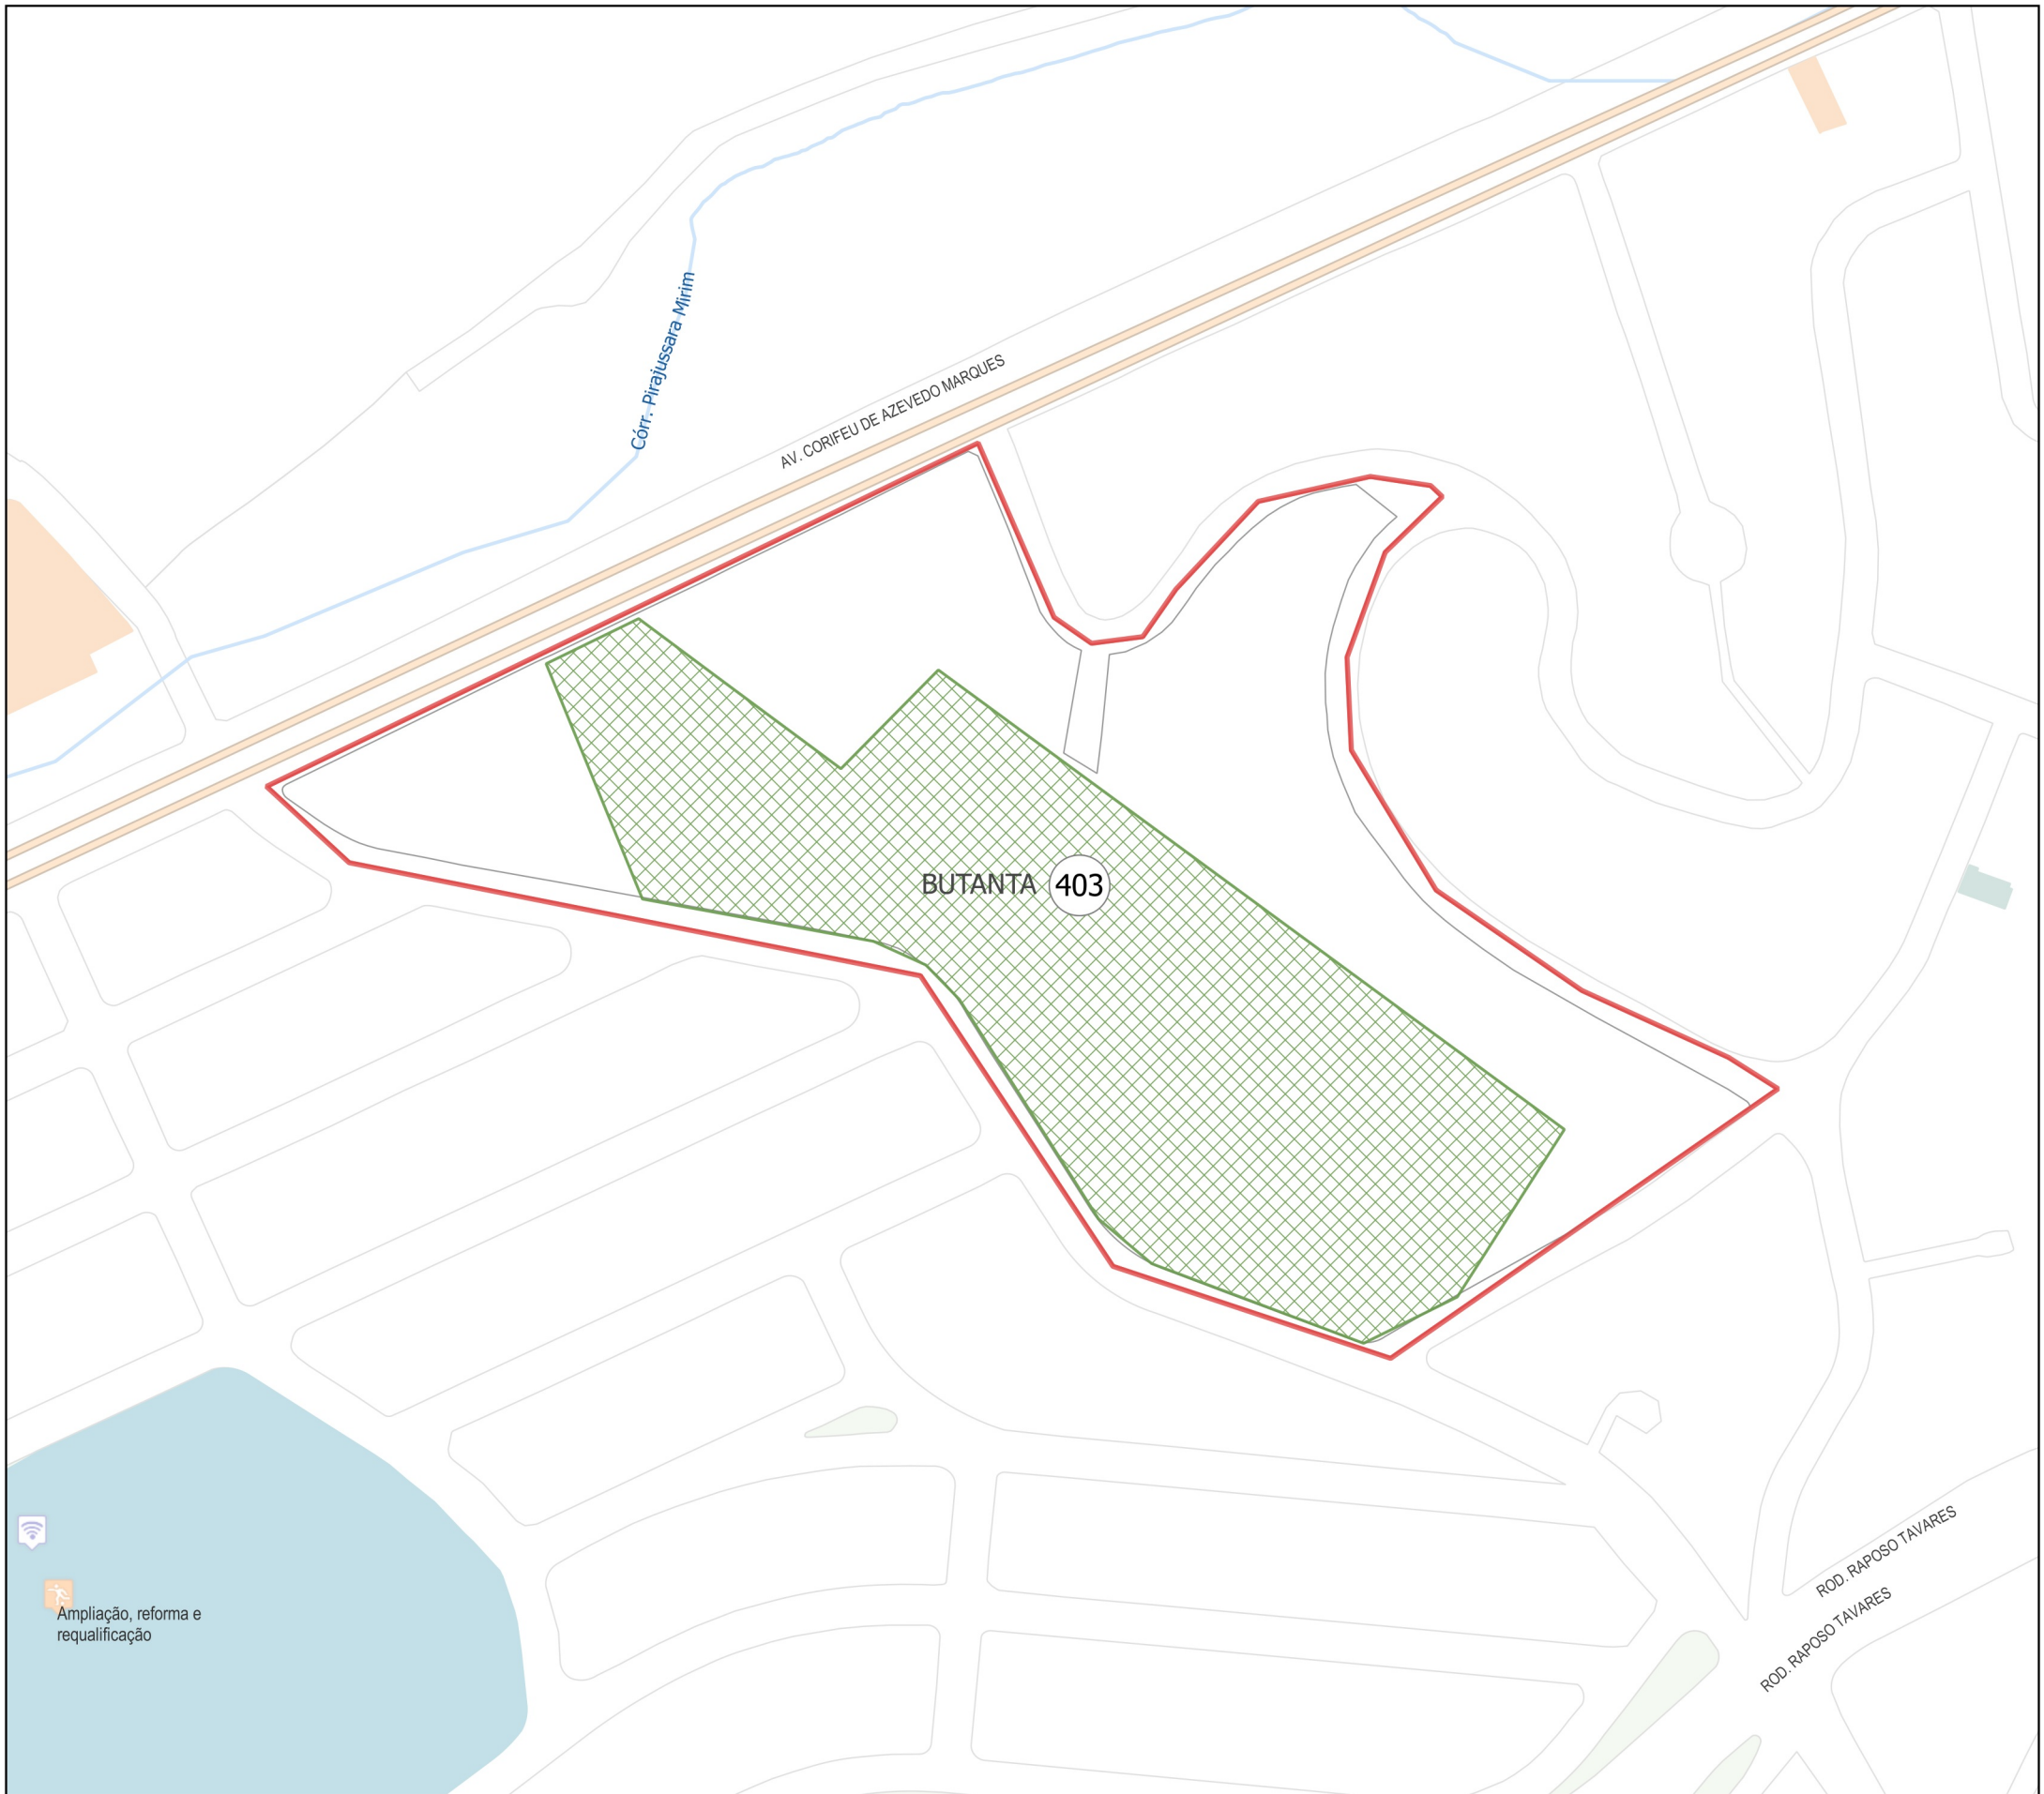 Córr. Pirajussara Mirim
AV. CORIFEU DE AZEVEDO MARQUES
BUTANTA 403
ROD. RAPOSO TAVARES
ROD. RAPOSO TAVARES
Ampliação, reforma e
requalificação